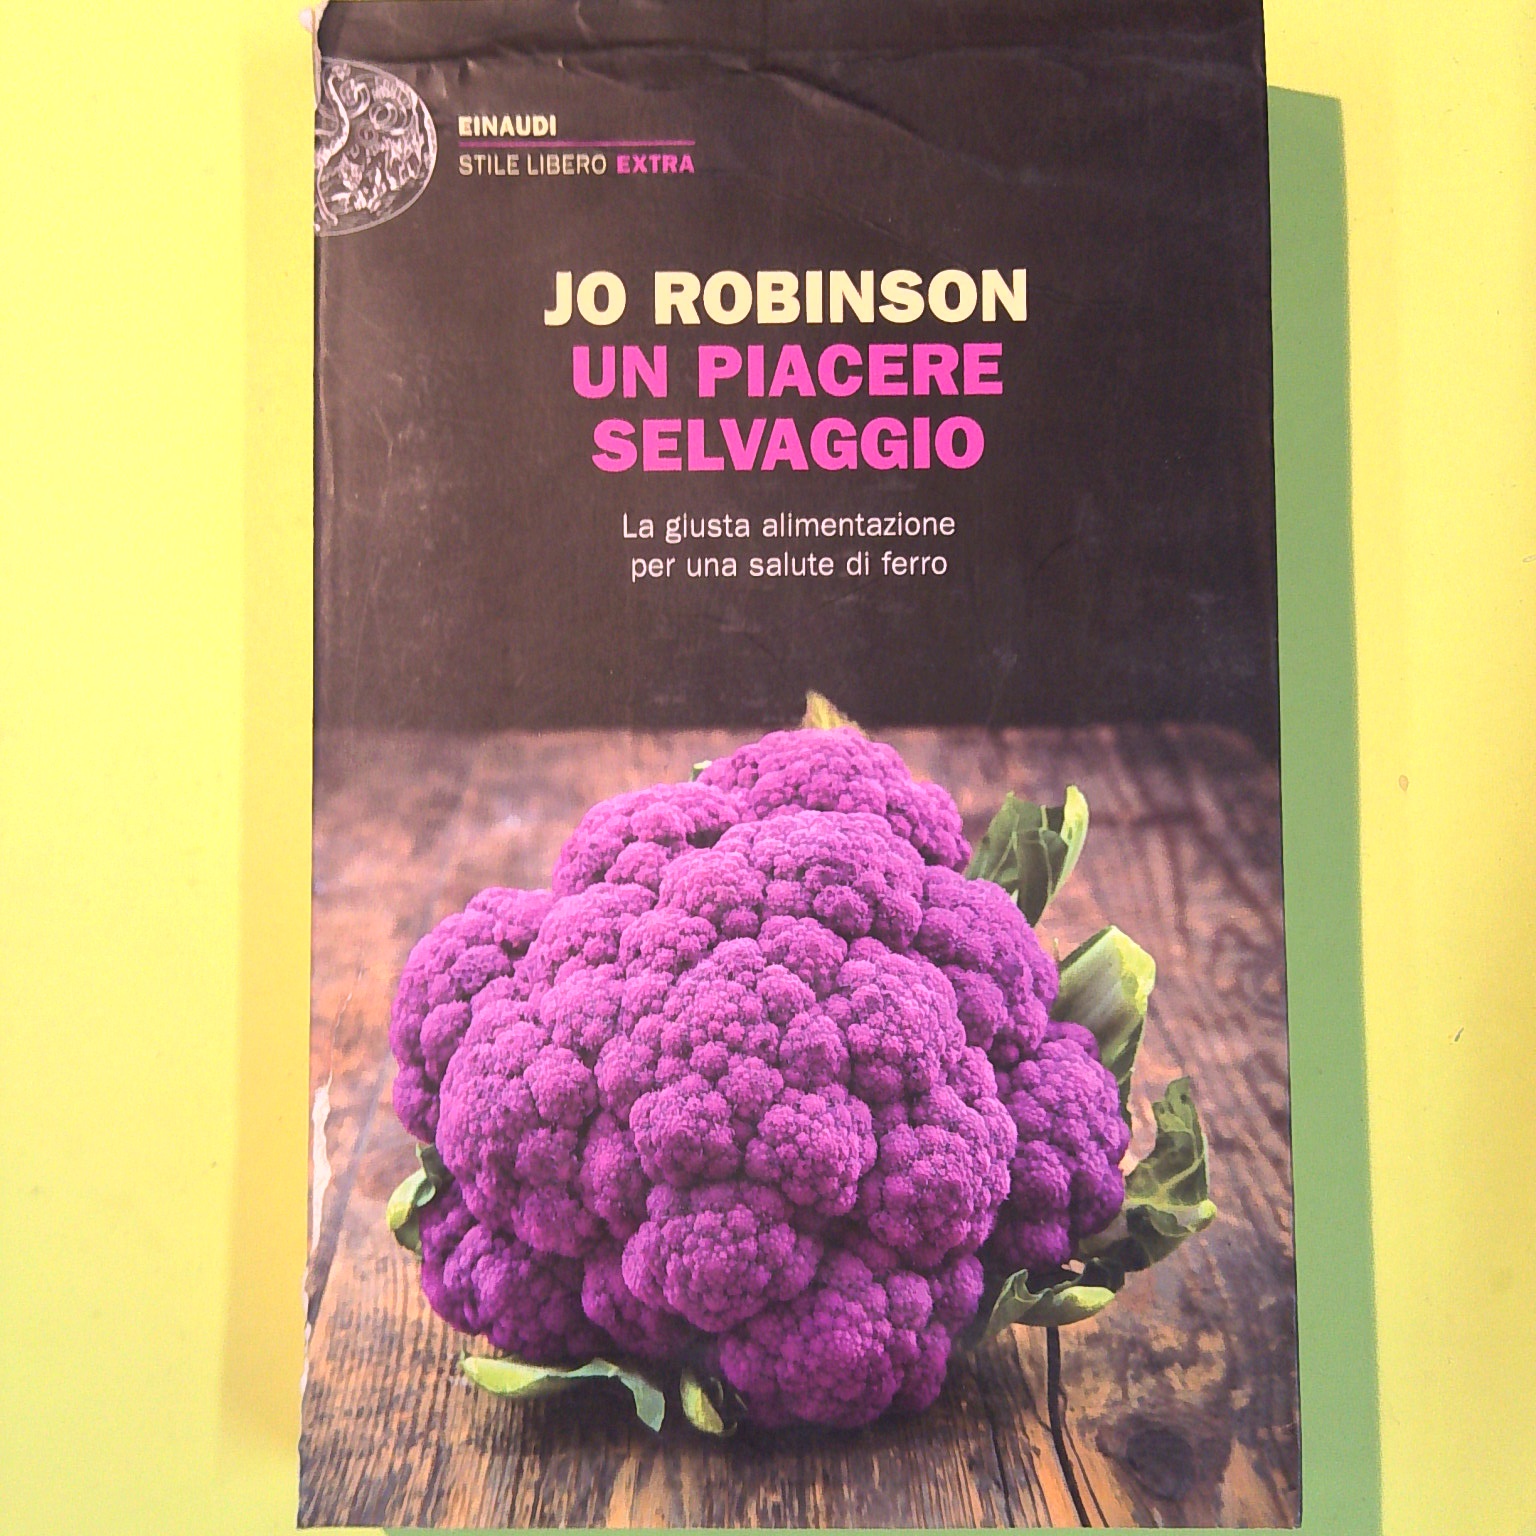 EINAUDI
STILE LIBERO EXTRA
JO ROBINSON
UN PIACERE
SELVAGGIO
La giusta alimentazione
per una salute di ferro